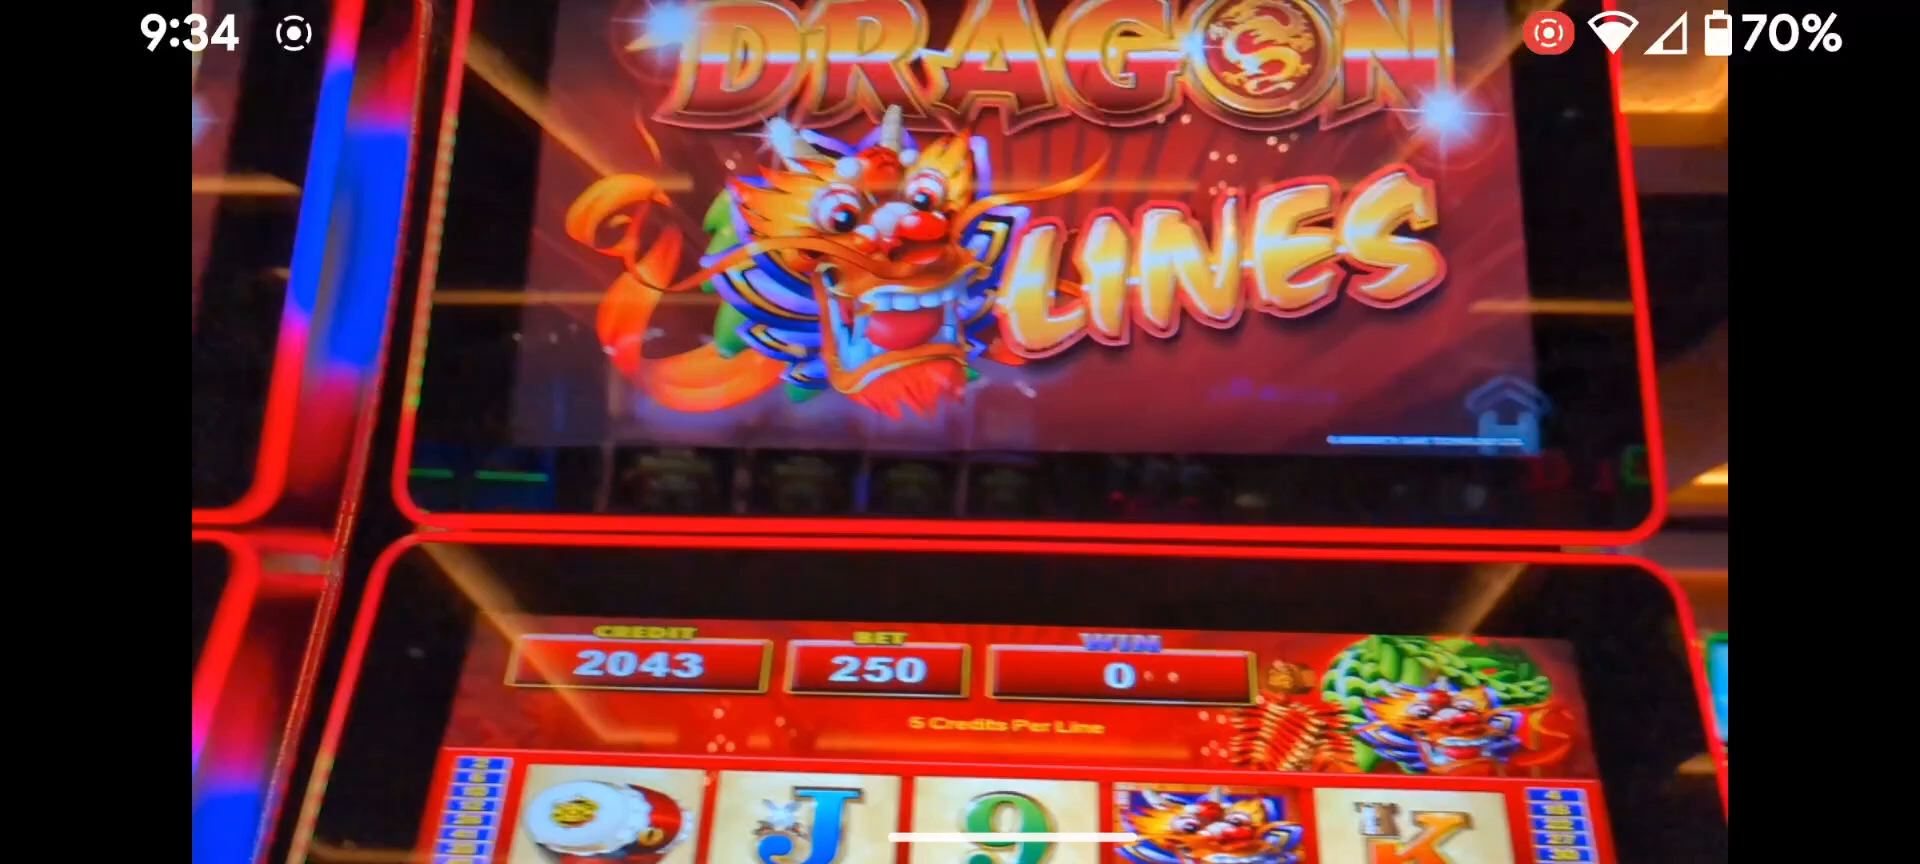 9:34
70%
DRAGON
LINES
CREDIT
BET
WIN
2043
250
0
5 Credits Per Line
J
9
K